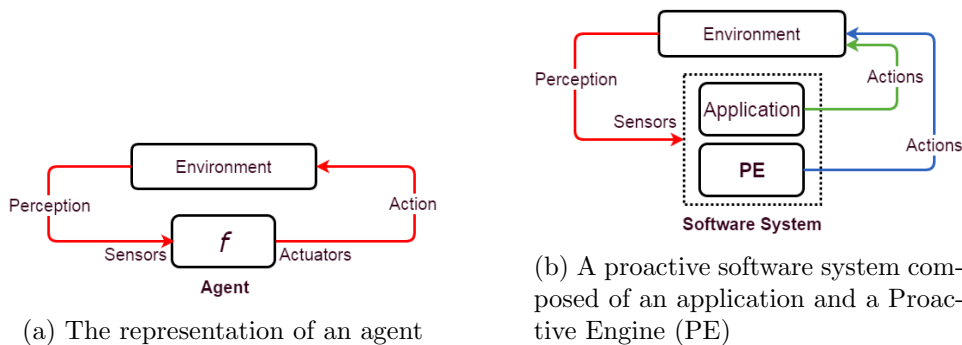 Environment
Perception
Action
f
Sensors
Actuators
Agent
(a) The representation of an agent
Environment
Perception
Actions
Sensors
Application
Actions
PE
Software System
(b) A proactive software system com-
posed of an application and a Proac-
tive Engine (PE)